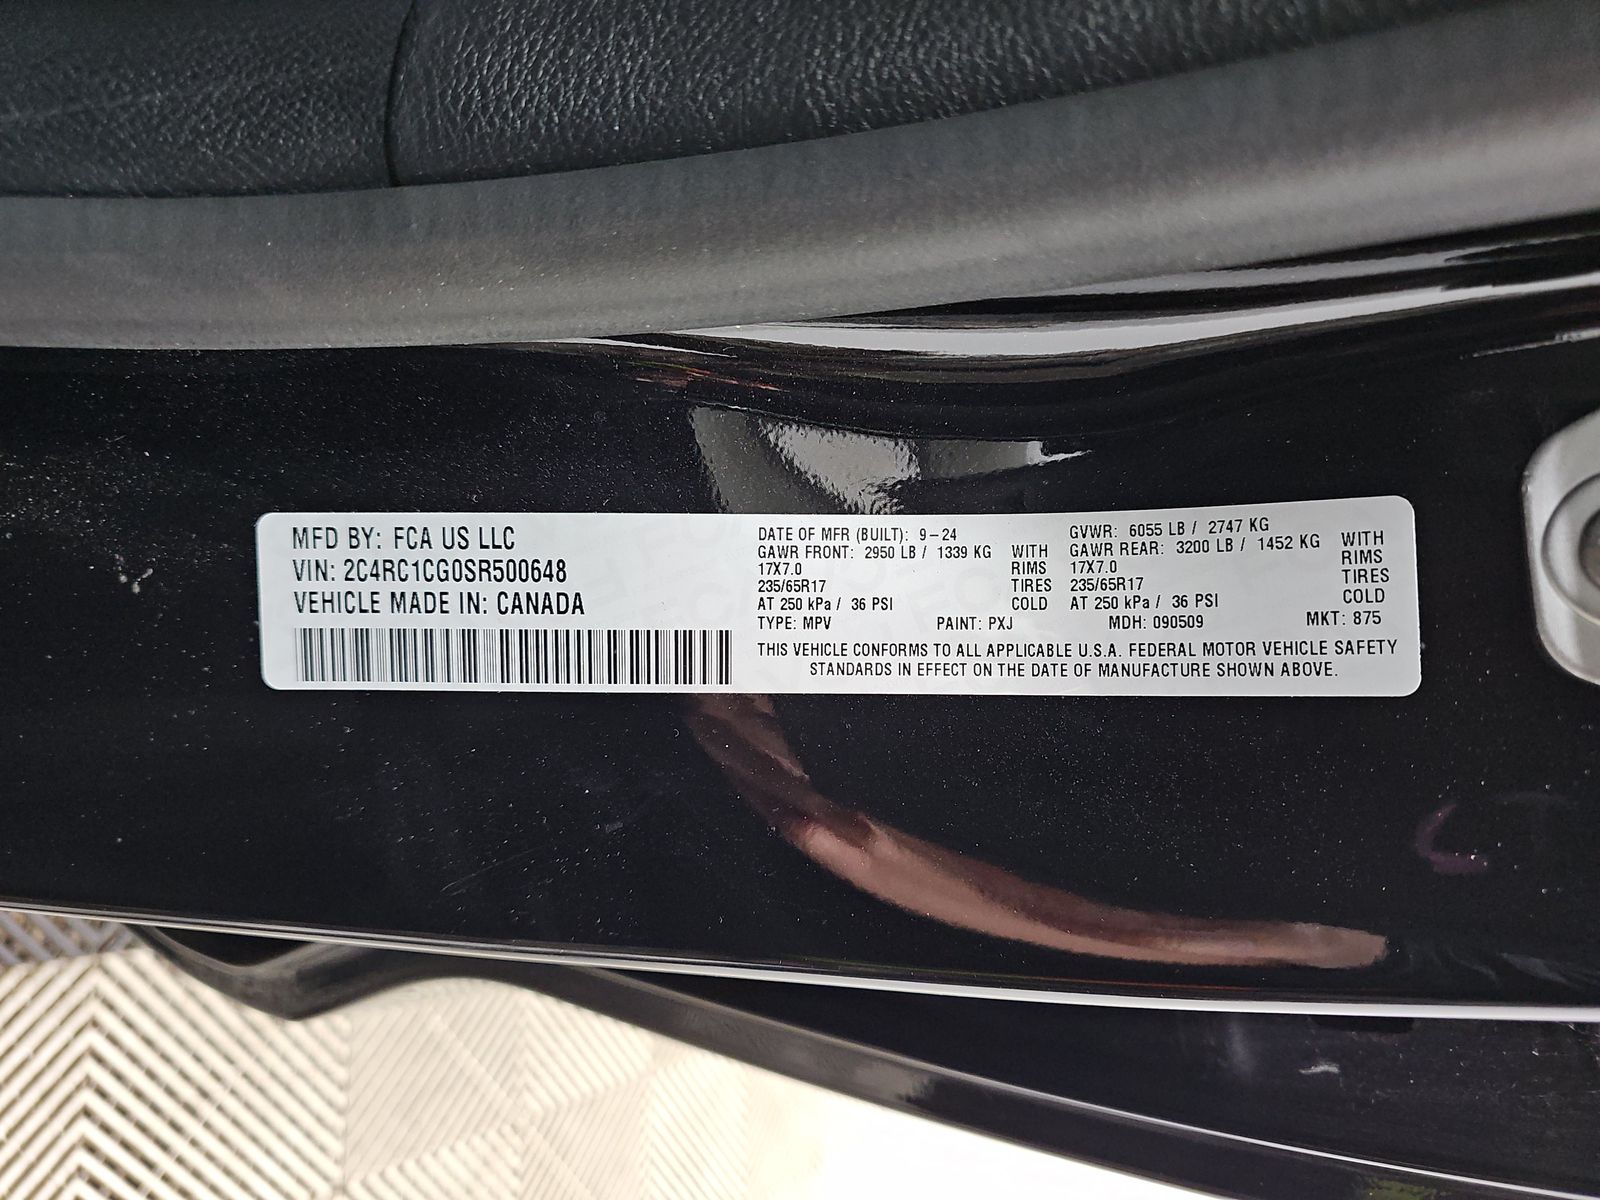 MFD BY: FCA US LLC
VIN: 2C4RC1CG0SR500648
VEHICLE MADE IN: CANADA
DATE OF MFR (BUILT): 9-24
GAWR FRONT: 2950 LB / 1339 KG WITH
17X7.0 RIMS
235/65R17 TIRES
AT 250 kPa / 36 PSI COLD
GVWR: 6055 LB / 2747 KG
GAWR REAR: 3200 LB / 1452 KG WITH
17X7.0 RIMS
235/65R17 TIRES
AT 250 kPa / 36 PSI COLD
TYPE: MPV PAINT: PXJ MDH: 090509 MKT: 875
THIS VEHICLE CONFORMS TO ALL APPLICABLE U.S.A. FEDERAL MOTOR VEHICLE SAFETY
STANDARDS IN EFFECT ON THE DATE OF MANUFACTURE SHOWN ABOVE.